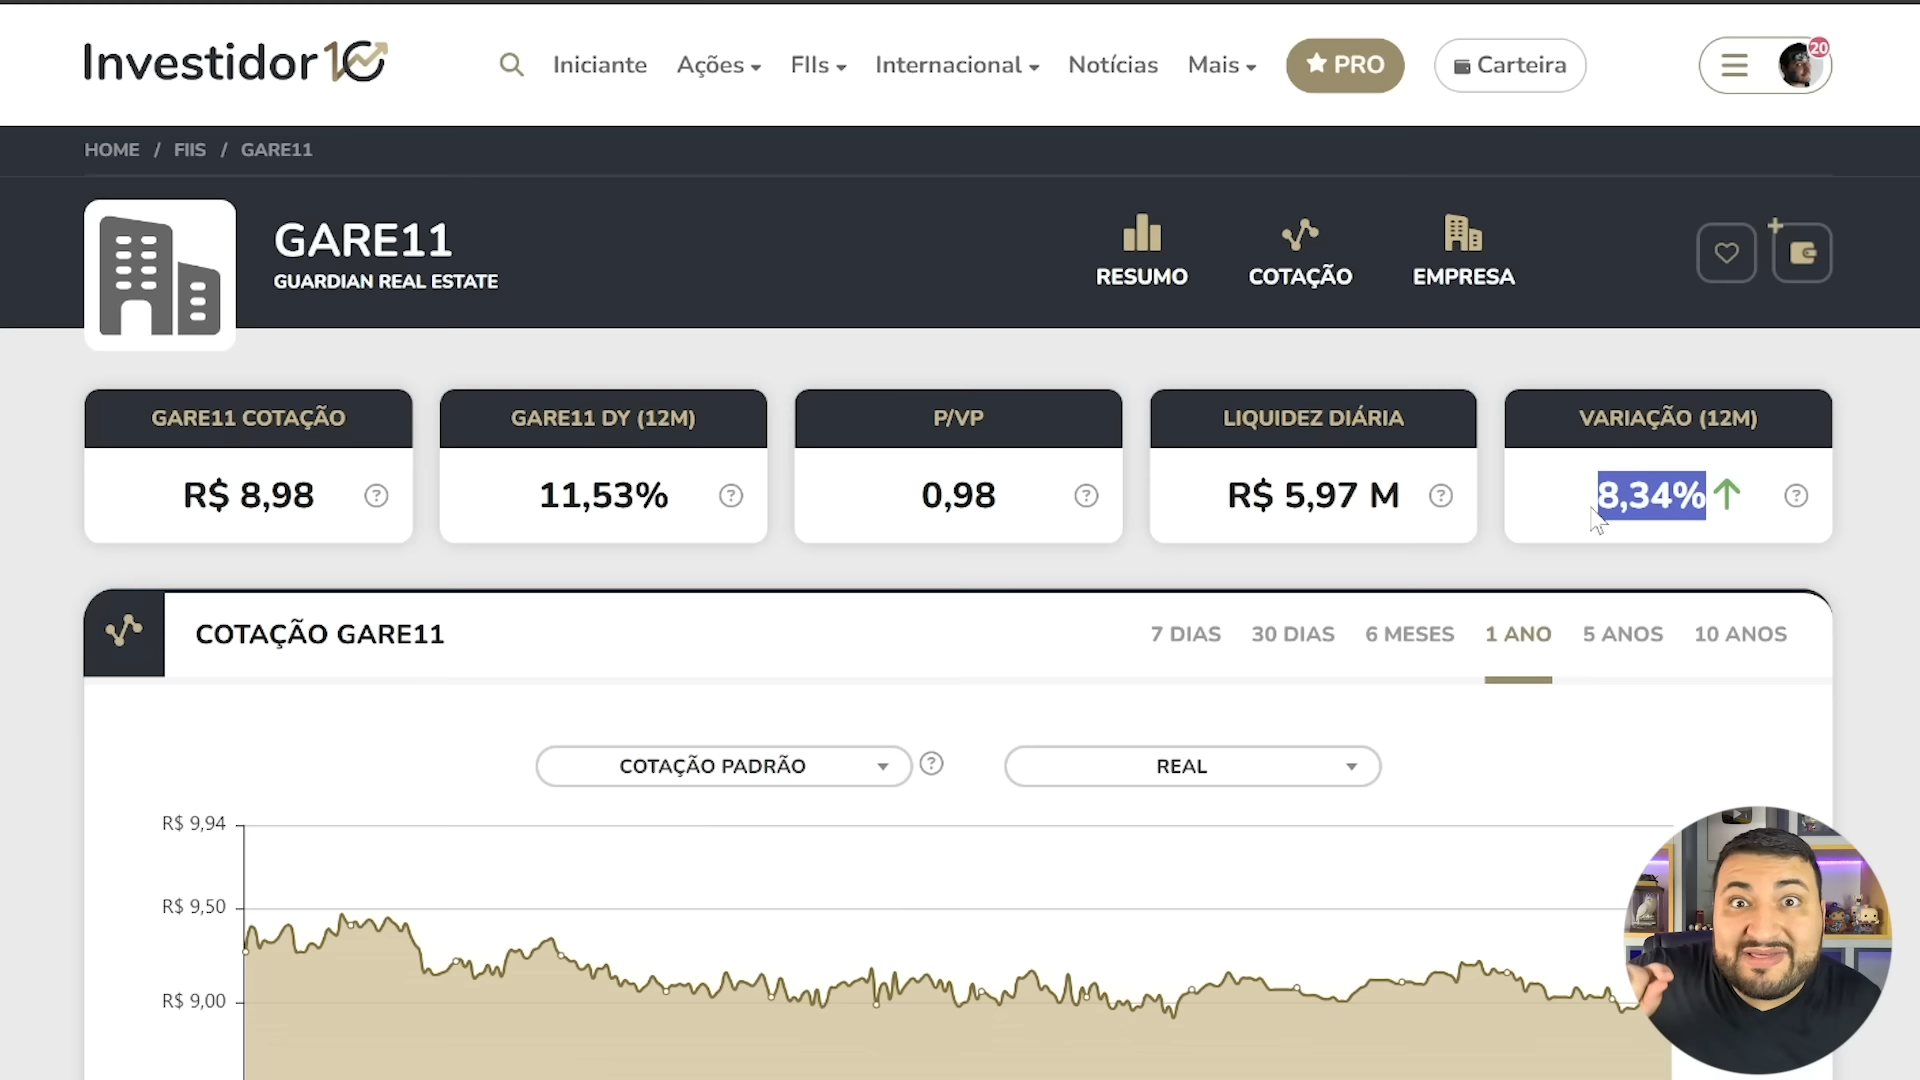 Investidor 10
Iniciante Ações FIIs Internacional Notícias Mais PRO Carteira 20
HOME / FIIS / GARE11
GARE11
GUARDIAN REAL ESTATE
RESUMO COTAÇÃO EMPRESA
GARE11 COTAÇÃO
R$ 8,98 ?
GARE11 DY (12M)
11,53% ?
P/VP
0,98 ?
LIQUIDEZ DIÁRIA
R$ 5,97 M ?
VARIAÇÃO (12M)
8,34% ?
COTAÇÃO GARE11
7 DIAS 30 DIAS 6 MESES 1 ANO 5 ANOS 10 ANOS
COTAÇÃO PADRÃO ? REAL
R$ 9,94
R$ 9,50
R$ 9,00